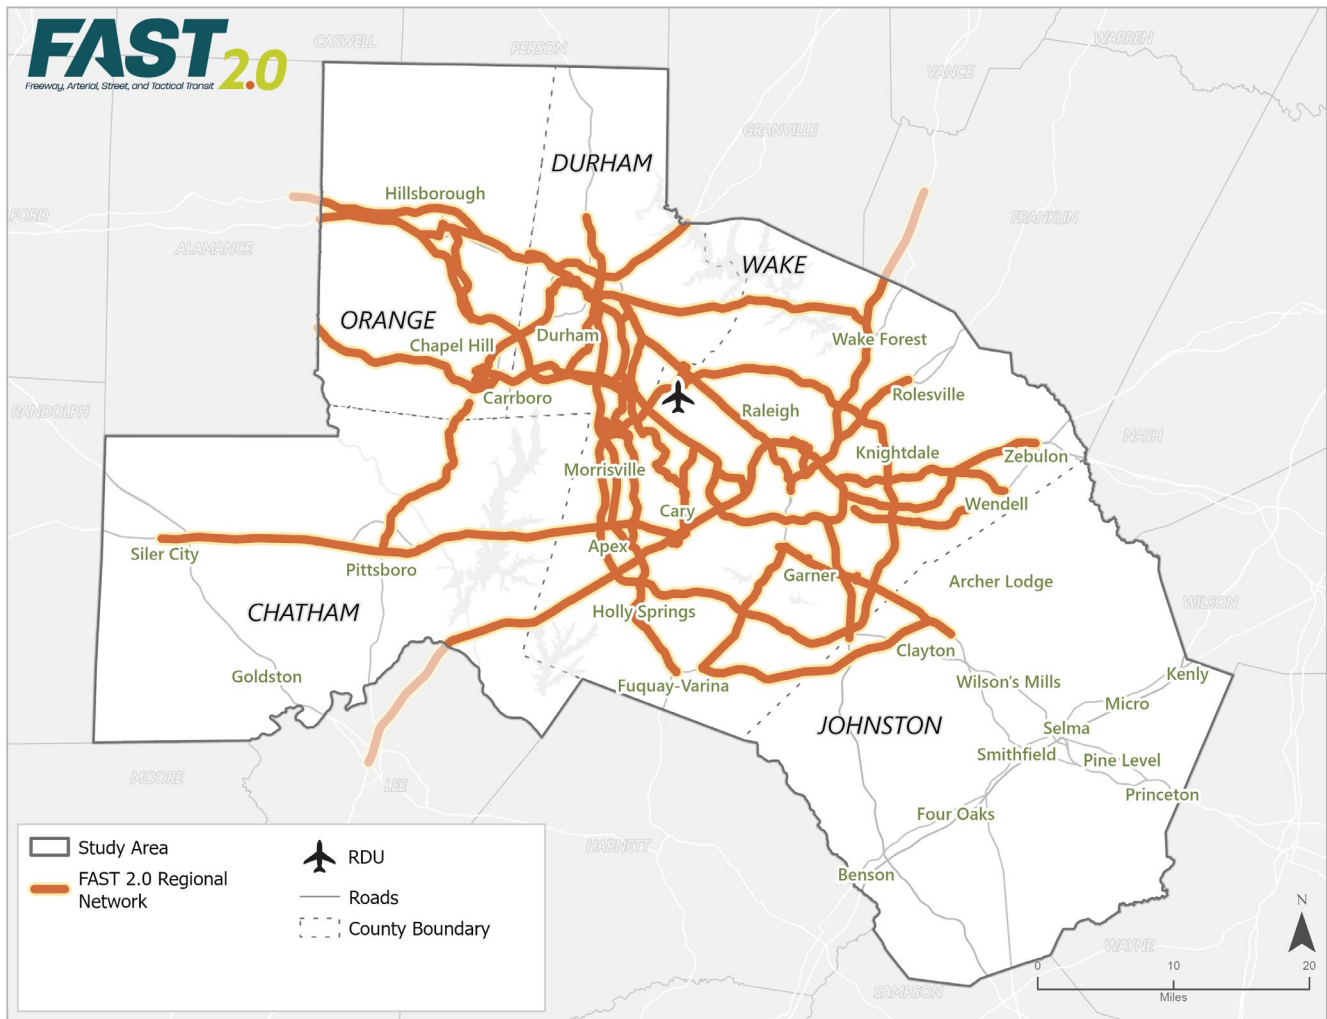 FAST 2.0
Freeway, Arterial, Street, and Tactical Transit
CASWELL
PERSON
WARREN
VANCE
GRANVILLE
DURHAM
Hillsborough
FORD
FRANKLIN
ALAMANCE
WAKE
ORANGE
Durham
Chapel Hill
Wake Forest
Carrboro
Rolesville
RANDOLPH
Raleigh
NASH
Knightdale
Zebulon
Morrisville
Wendell
Cary
Siler City
Apex
Pittsboro
Garner
Archer Lodge
CHATHAM
Holly Springs
WILSON
Clayton
Goldston
Fuquay-Varina
Wilson's Mills
Kenly
Micro
JOHNSTON
Selma
Smithfield
Pine Level
MOORE
LEE
Princeton
Four Oaks
HARNETT
Benson
WAYNE
SAMPSON
Study Area
FAST 2.0 Regional
Network
RDU
Roads
County Boundary
N
0 10 20
Miles